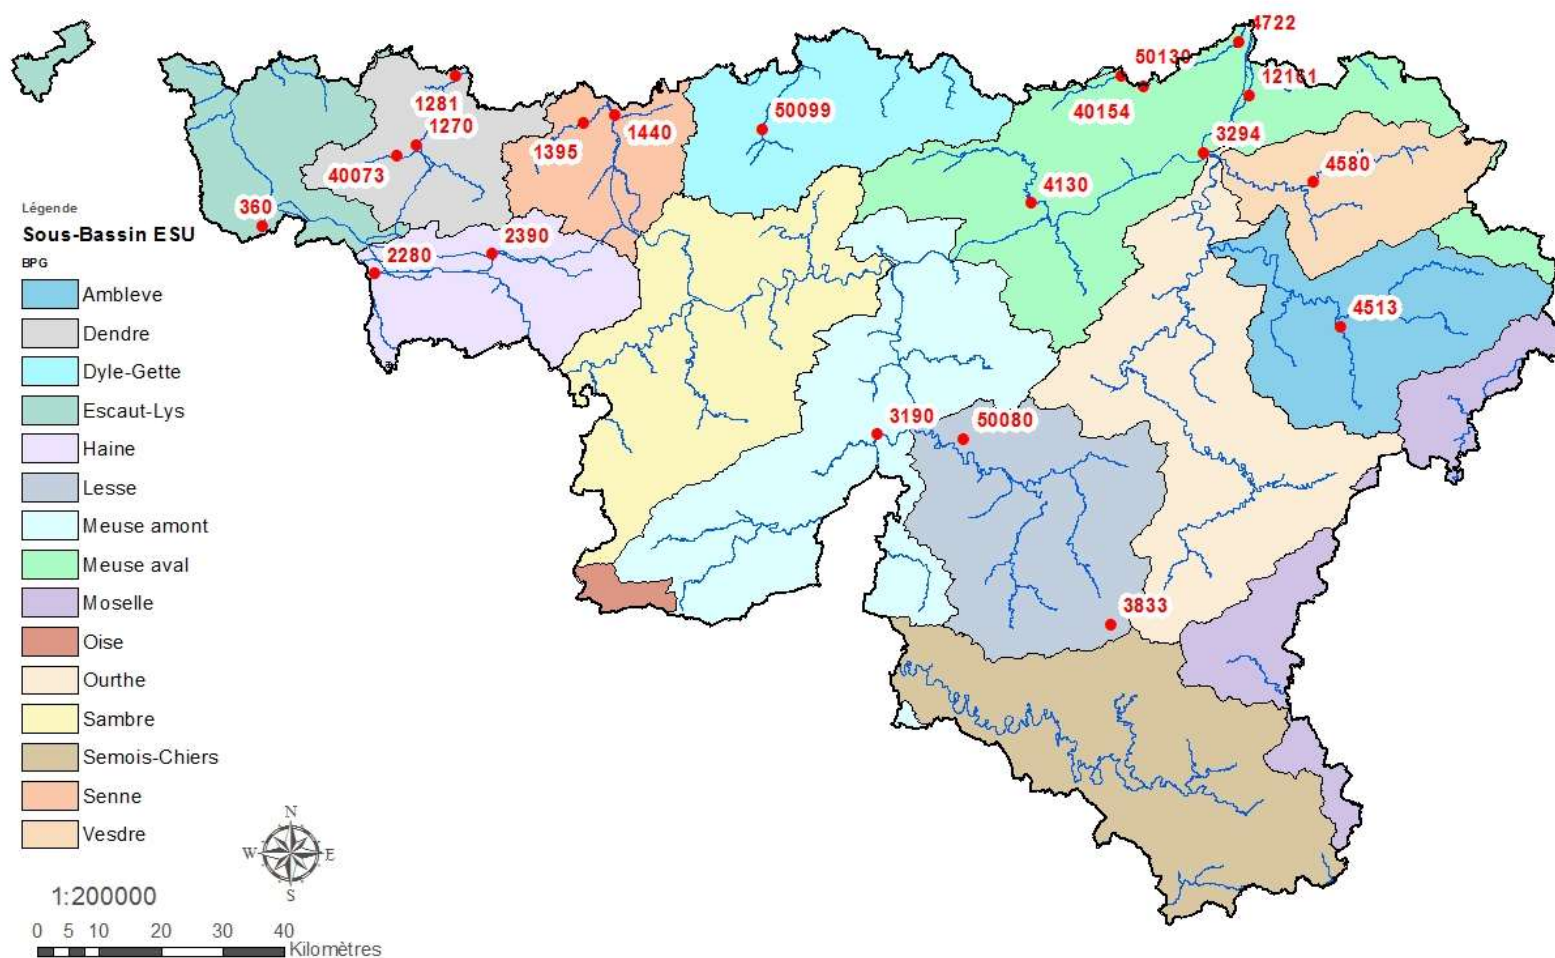 4722
50130
12161
1281
40154
1270
50099
1440
1395
3294
40073
4580
4130
Légende
360
Sous-Bassin ESU
2390
BPG
2280
Ambleve
Dendre
4513
Dyle-Gette
Escaut-Lys
3190
50080
Haine
Lesse
Meuse amont
Meuse aval
Moselle
3833
Oise
Ourthe
Sambre
Semois-Chiers
Senne
N
Vesdre
W E
S
1:200000
0 5 10 20 30 40
Kilomètres